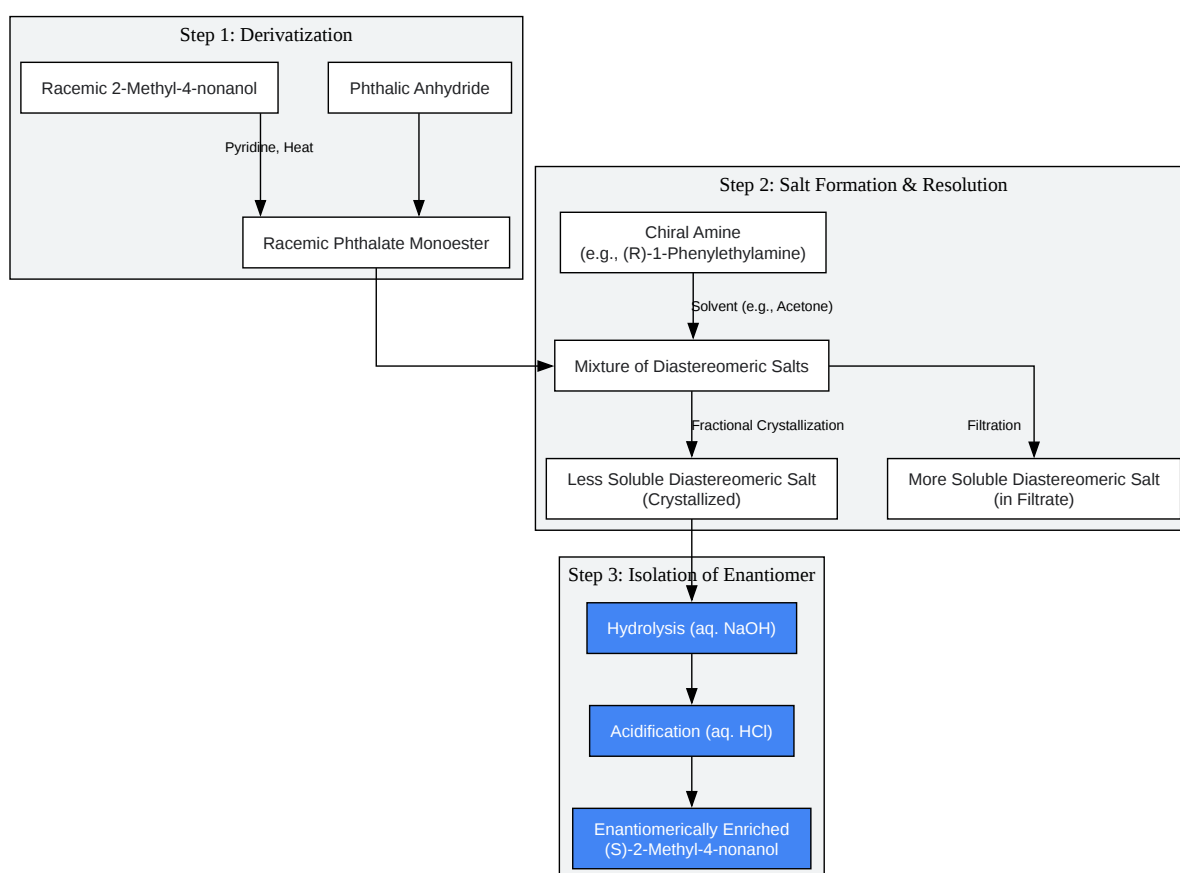 Step 1: Derivatization
Racemic 2-Methyl-4-nonanol
Phthalic Anhydride
Pyridine, Heat
Racemic Phthalate Monoester
Step 2: Salt Formation & Resolution
Chiral Amine
(e.g., (R)-1-Phenylethylamine)
Solvent (e.g., Acetone)
Mixture of Diastereomeric Salts
Fractional Crystallization
Filtration
Less Soluble Diastereomeric Salt
(Crystallized)
More Soluble Diastereomeric Salt
(in Filtrate)
Step 3: Isolation of Enantiomer
Hydrolysis (aq. NaOH)
Acidification (aq. HCl)
Enantiomerically Enriched
(S)-2-Methyl-4-nonanol